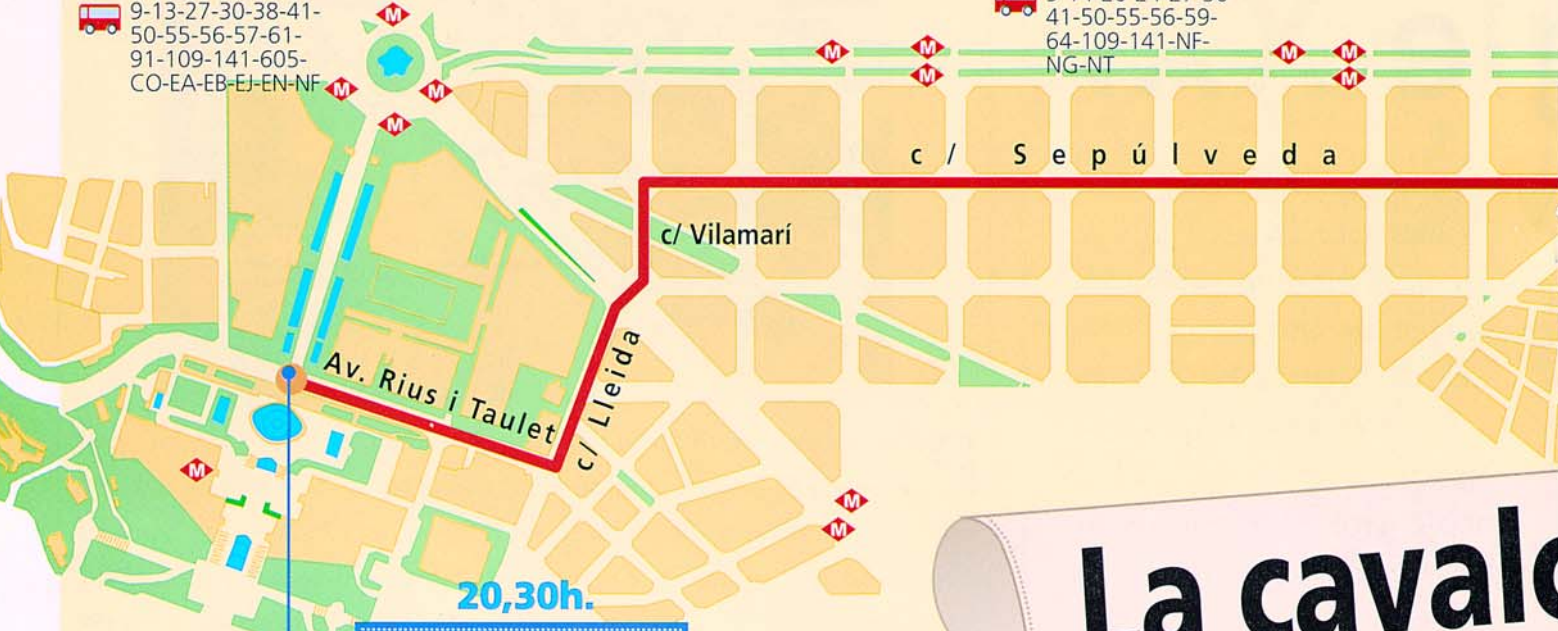 9-13-27-30-38-41-
50-55-56-57-61-
91-109-141-605-
CO-EA-EB-EJ-EN-NF
41-50-55-56-59-
64-109-141-NF-
NG-NT
M
M
M
M
M
M
M
M
M
M
c/ Sepúlveda
c/ Vilamarí
c/ Lleida
Av. Rius i Taulet
M
M
M
20,30h.
La cavalc